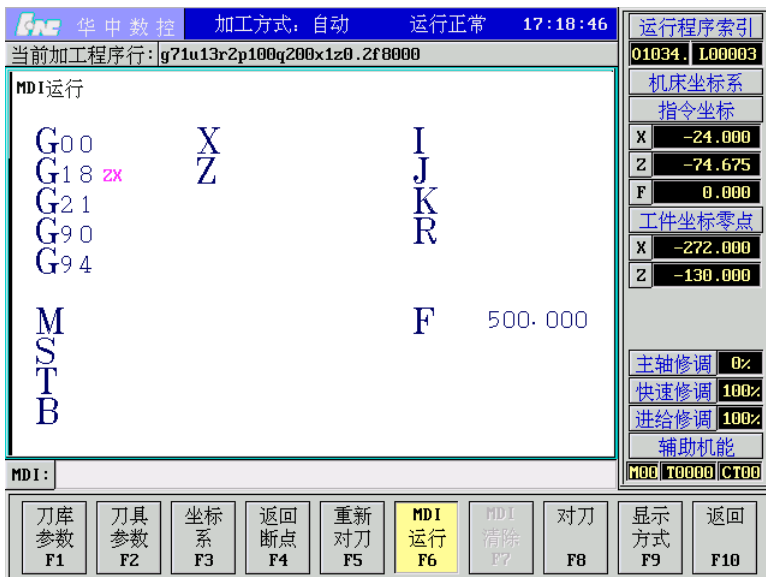 华中数控 加工方式：自动 运行正常 17:18:46
当前加工程序行: g71u13r2p100q200x1z0.2f8000
MDI运行
G00 X I
G18 ZX Z J
G21 K
G90 R
G94
M F 500.000
S
T
B
MDI:
运行程序索引
O1034. L00003
机床坐标系
指令坐标
X -24.000
Z -74.675
F 0.000
工件坐标零点
X -272.000
Z -130.000
主轴修调 0%
快速修调 100%
进给修调 100%
辅助机能
M00 T0000 CT00
刀库参数 F1
刀具参数 F2
坐标系 F3
返回断点 F4
重新对刀 F5
MDI运行 F6
MDI清除 F7
对刀 F8
显示方式 F9
返回 F10